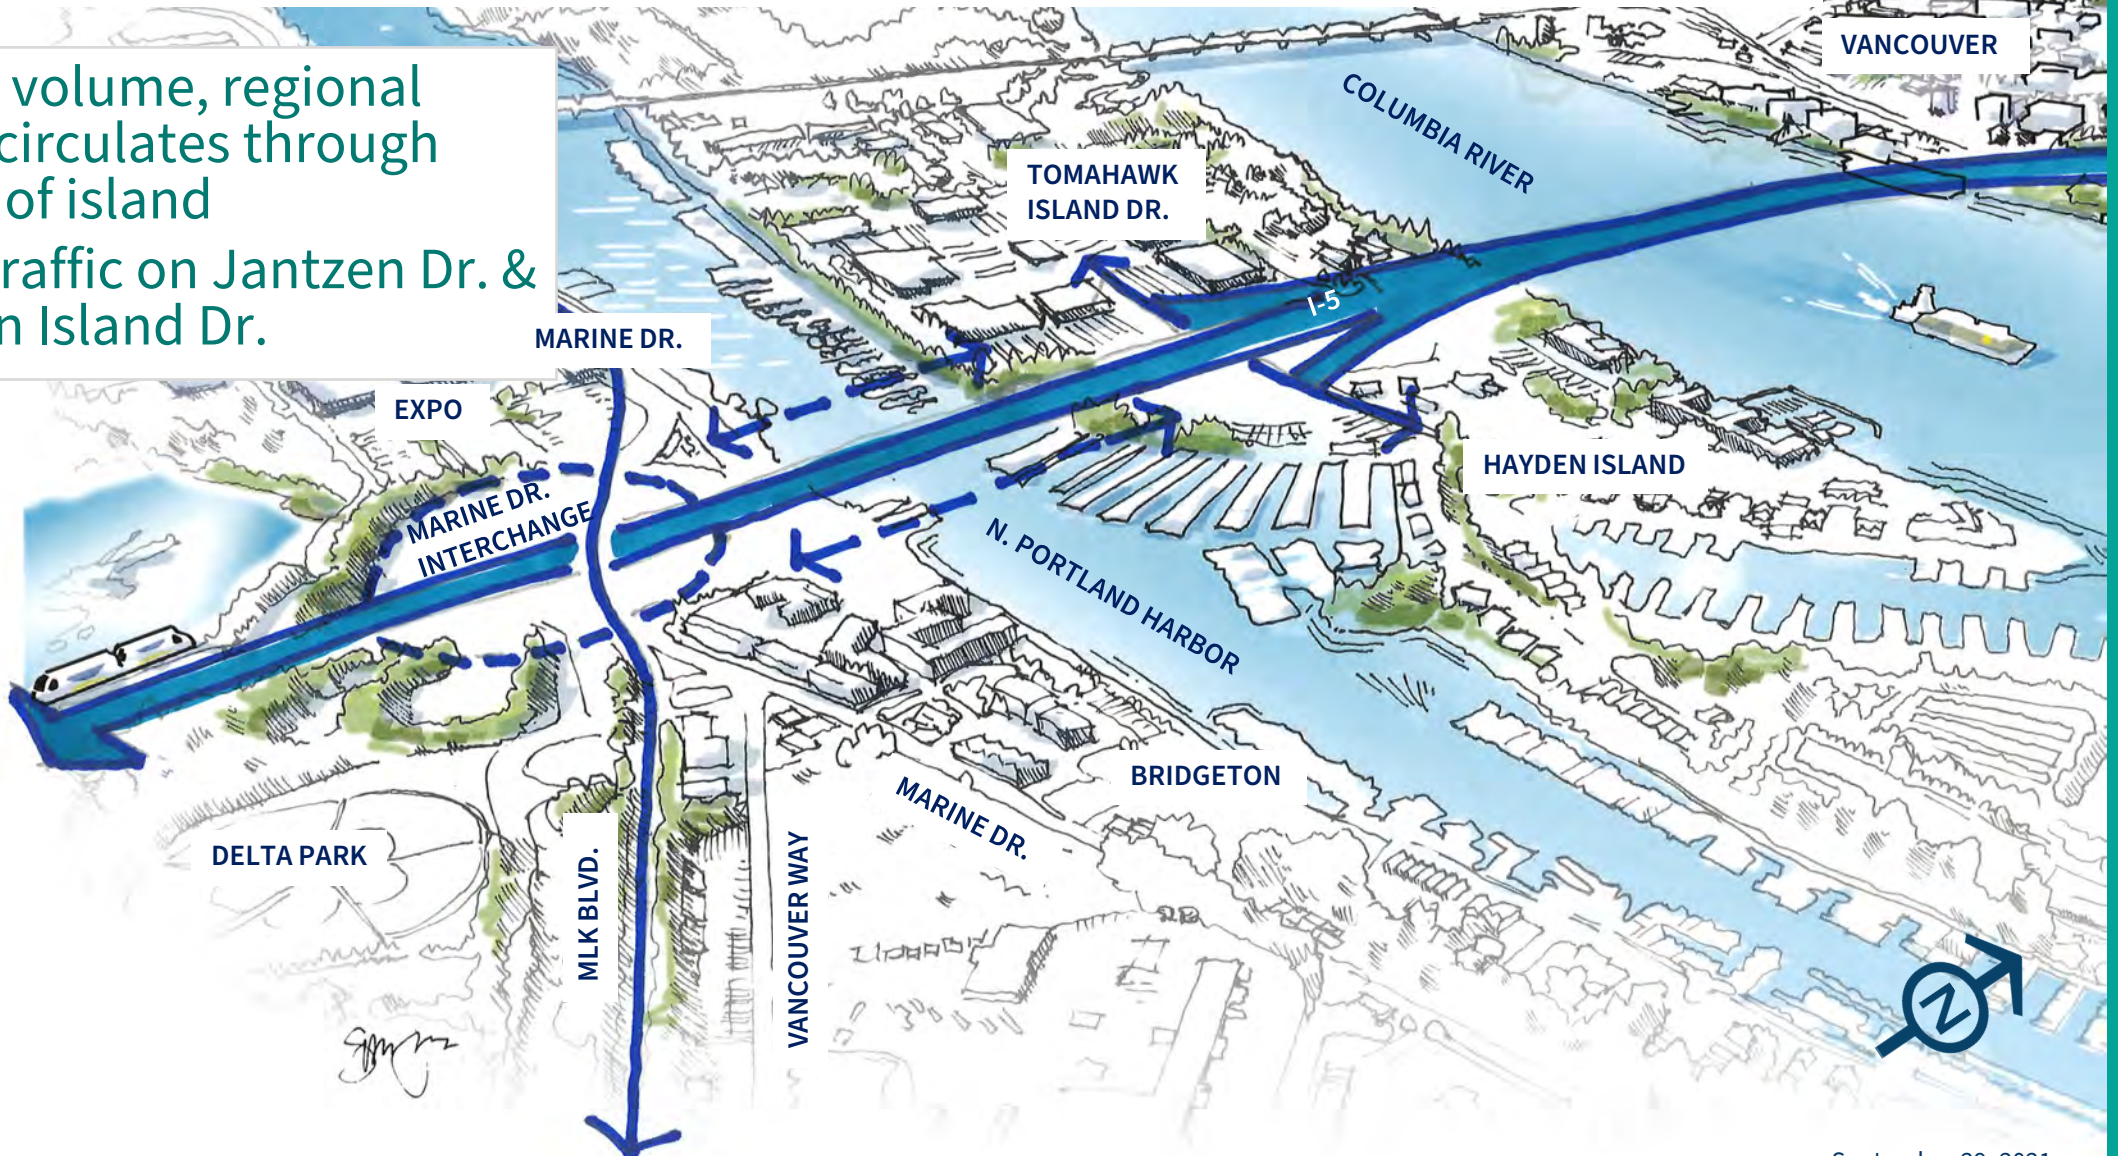 volume, regional
circulates through
of island
raffic on Jantzen Dr. &
n Island Dr.
VANCOUVER
COLUMBIA RIVER
TOMAHAWK
ISLAND DR.
I-5
MARINE DR.
EXPO
HAYDEN ISLAND
MARINE DR.
INTERCHANGE
N. PORTLAND HARBOR
BRIDGETON
MARINE DR.
DELTA PARK
MLK BLVD.
VANCOUVER WAY
Z